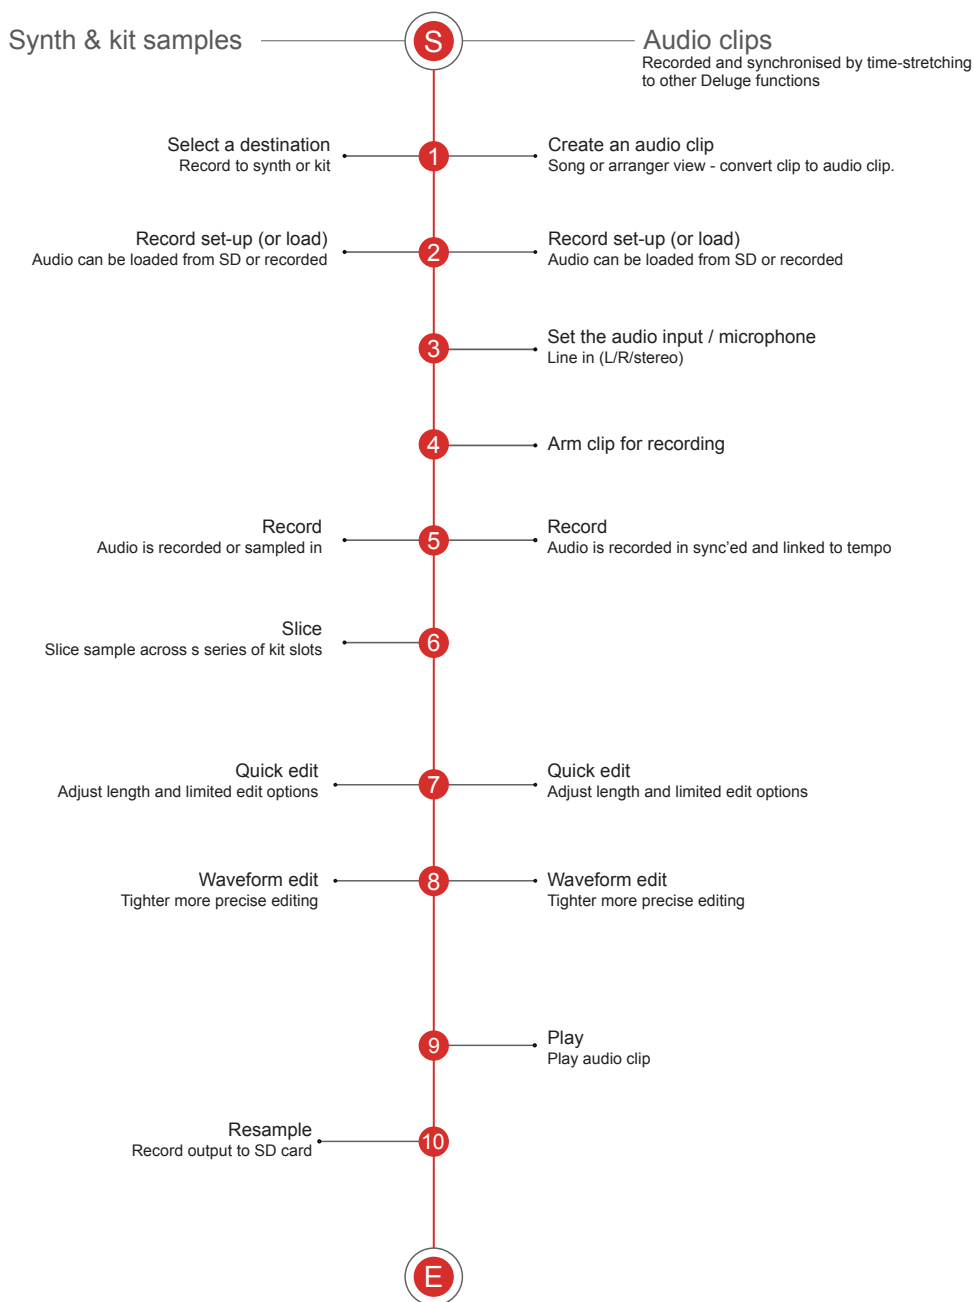 Synth & kit samples
S
Audio clips
Recorded and synchronised by time-stretching
to other Deluge functions
Select a destination
Record to synth or kit
1
Create an audio clip
Song or arranger view - convert clip to audio clip.
Record set-up (or load)
Audio can be loaded from SD or recorded
2
Record set-up (or load)
Audio can be loaded from SD or recorded
3
Set the audio input / microphone
Line in (L/R/stereo)
4
Arm clip for recording
Record
Audio is recorded or sampled in
5
Record
Audio is recorded in sync’ed and linked to tempo
Slice
Slice sample across s series of kit slots
6
Quick edit
Adjust length and limited edit options
7
Quick edit
Adjust length and limited edit options
Waveform edit
Tighter more precise editing
8
Waveform edit
Tighter more precise editing
9
Play
Play audio clip
Resample
Record output to SD card
10
E